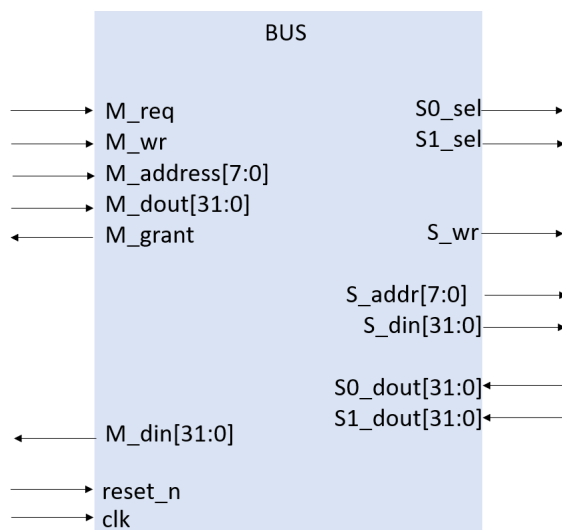 BUS
M_req
M_wr
M_address[7:0]
M_dout[31:0]
M_grant
M_din[31:0]
reset_n
clk
S0_sel
S1_sel
S_wr
S_addr[7:0]
S_din[31:0]
S0_dout[31:0]
S1_dout[31:0]